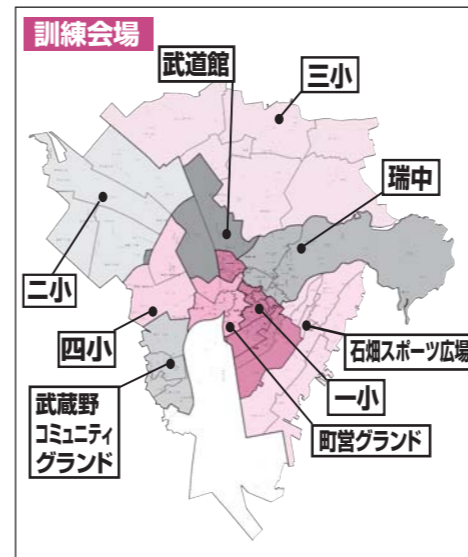 訓練会場
武道館
三小
瑞中
二小
四小
石畑スポーツ広場
武蔵野
コミュニティ
グランド
一小
町営グランド